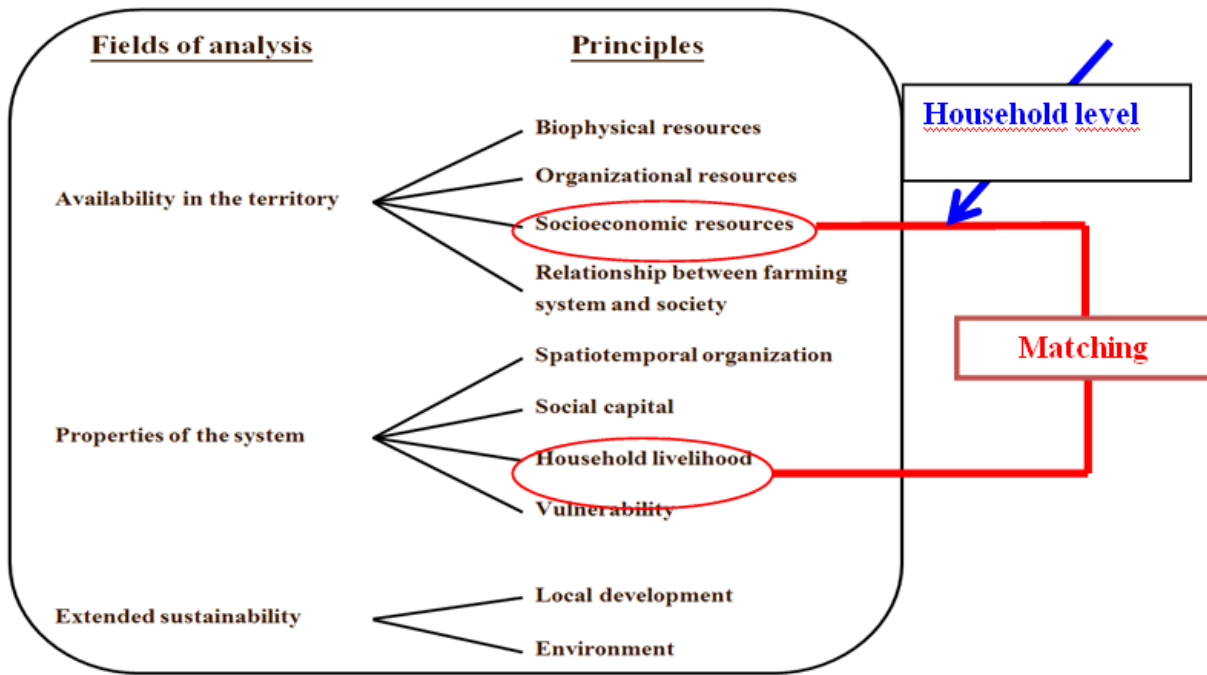 Fields of analysis
Principles
Household level
Biophysical resources
Organizational resources
Availability in the territory
Socioeconomic resources
Relationship between farming
system and society
Matching
Spatiotemporal organization
Social capital
Properties of the system
Household livelihood
Vulnerability
Local development
Extended sustainability
Environment